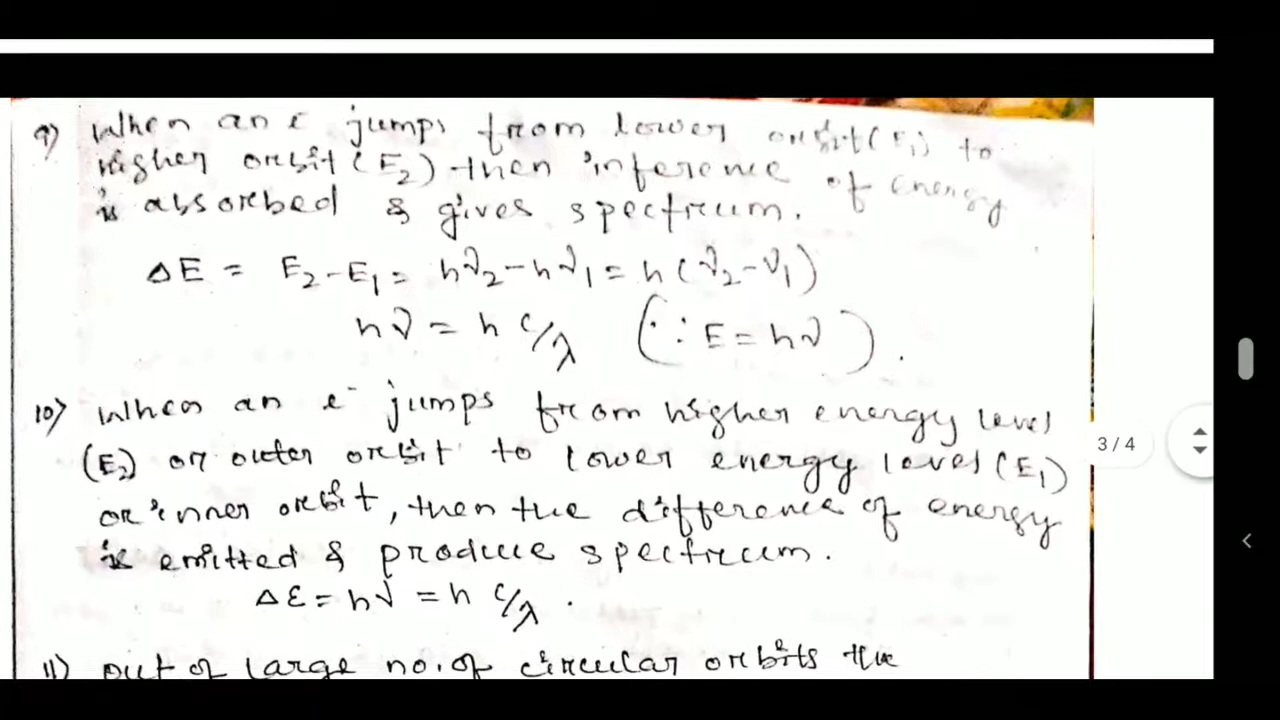 9) When an e jumps from lower orbit (E1) to
higher orbit (E2) then inference of energy
is absorbed & gives spectrum.
ΔE = E2-E1 = hν2-hν1 = h(ν2-ν1)
hν = h c/λ (∵ E = hν).
10) When an e- jumps from higher energy level
(E2) or outer orbit to lower energy level (E1)
or inner orbit, then the difference of energy
is emitted & produce spectrum.
ΔE = hν = h c/λ.
3 / 4
11) out of large no. of circular orbits the